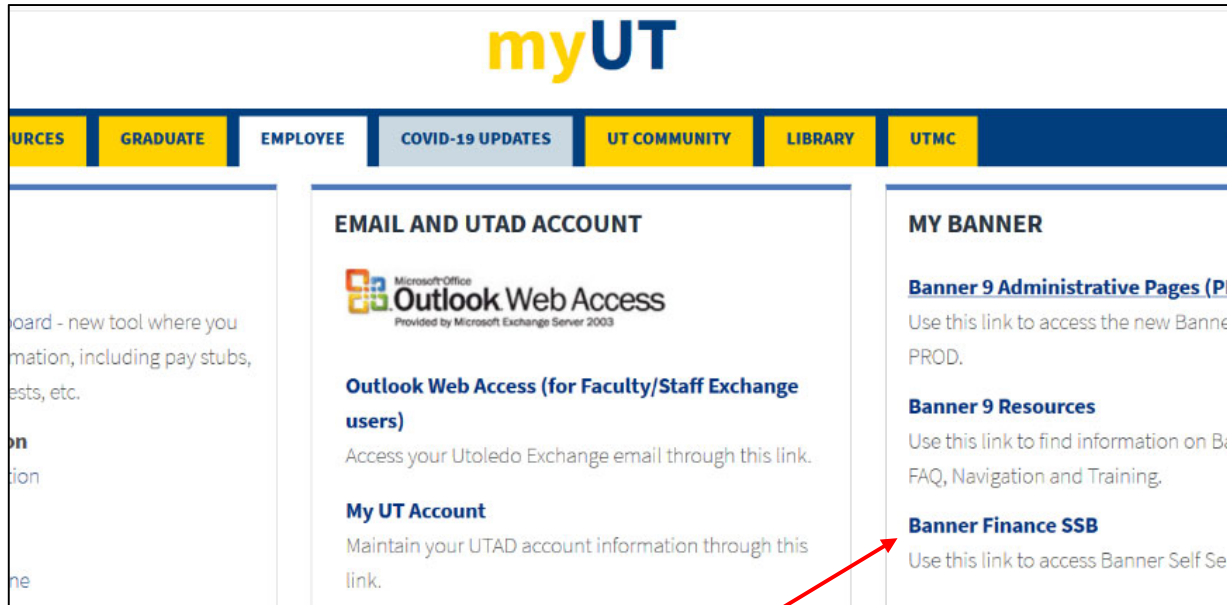 myUT
URCES GRADUATE EMPLOYEE COVID-19 UPDATES UT COMMUNITY LIBRARY UTMC
oard - new tool where you
mation, including pay stubs,
ests, etc.
on
tion
ne
EMAIL AND UTAD ACCOUNT
Microsoft Office
Outlook Web Access
Provided by Microsoft Exchange Server 2003
Outlook Web Access (for Faculty/Staff Exchange
users)
Access your Utoledo Exchange email through this link.
My UT Account
Maintain your UTAD account information through this
link.
MY BANNER
Banner 9 Administrative Pages (P
Use this link to access the new Banne
PROD.
Banner 9 Resources
Use this link to find information on Ba
FAQ, Navigation and Training.
Banner Finance SSB
Use this link to access Banner Self Se